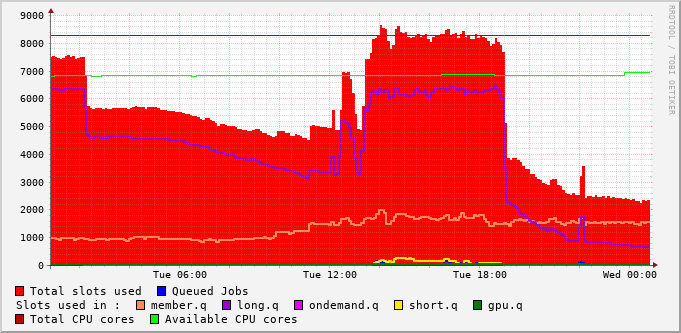 9000
8000
7000
6000
5000
4000
3000
2000
1000
0
Tue 06:00 Tue 12:00 Tue 18:00 Wed 00:00
RRDTOOL / TOBI OETIKER
Total slots used Queued Jobs
Slots used in : member.q long.q ondemand.q short.q gpu.q
Total CPU cores Available CPU cores